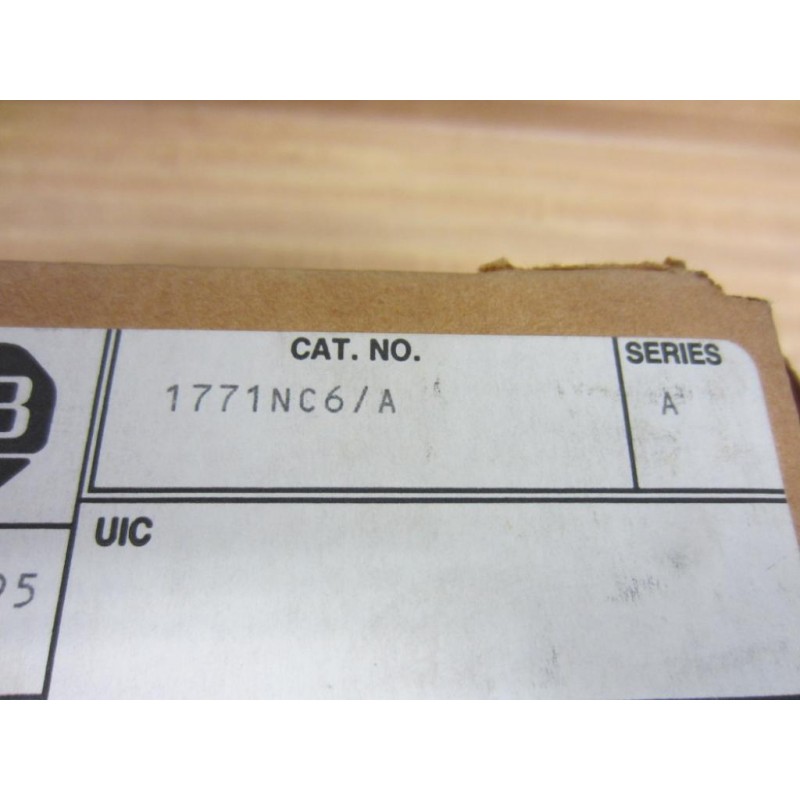 CAT. NO. SERIES
1771NC6/A A
B
UIC
95